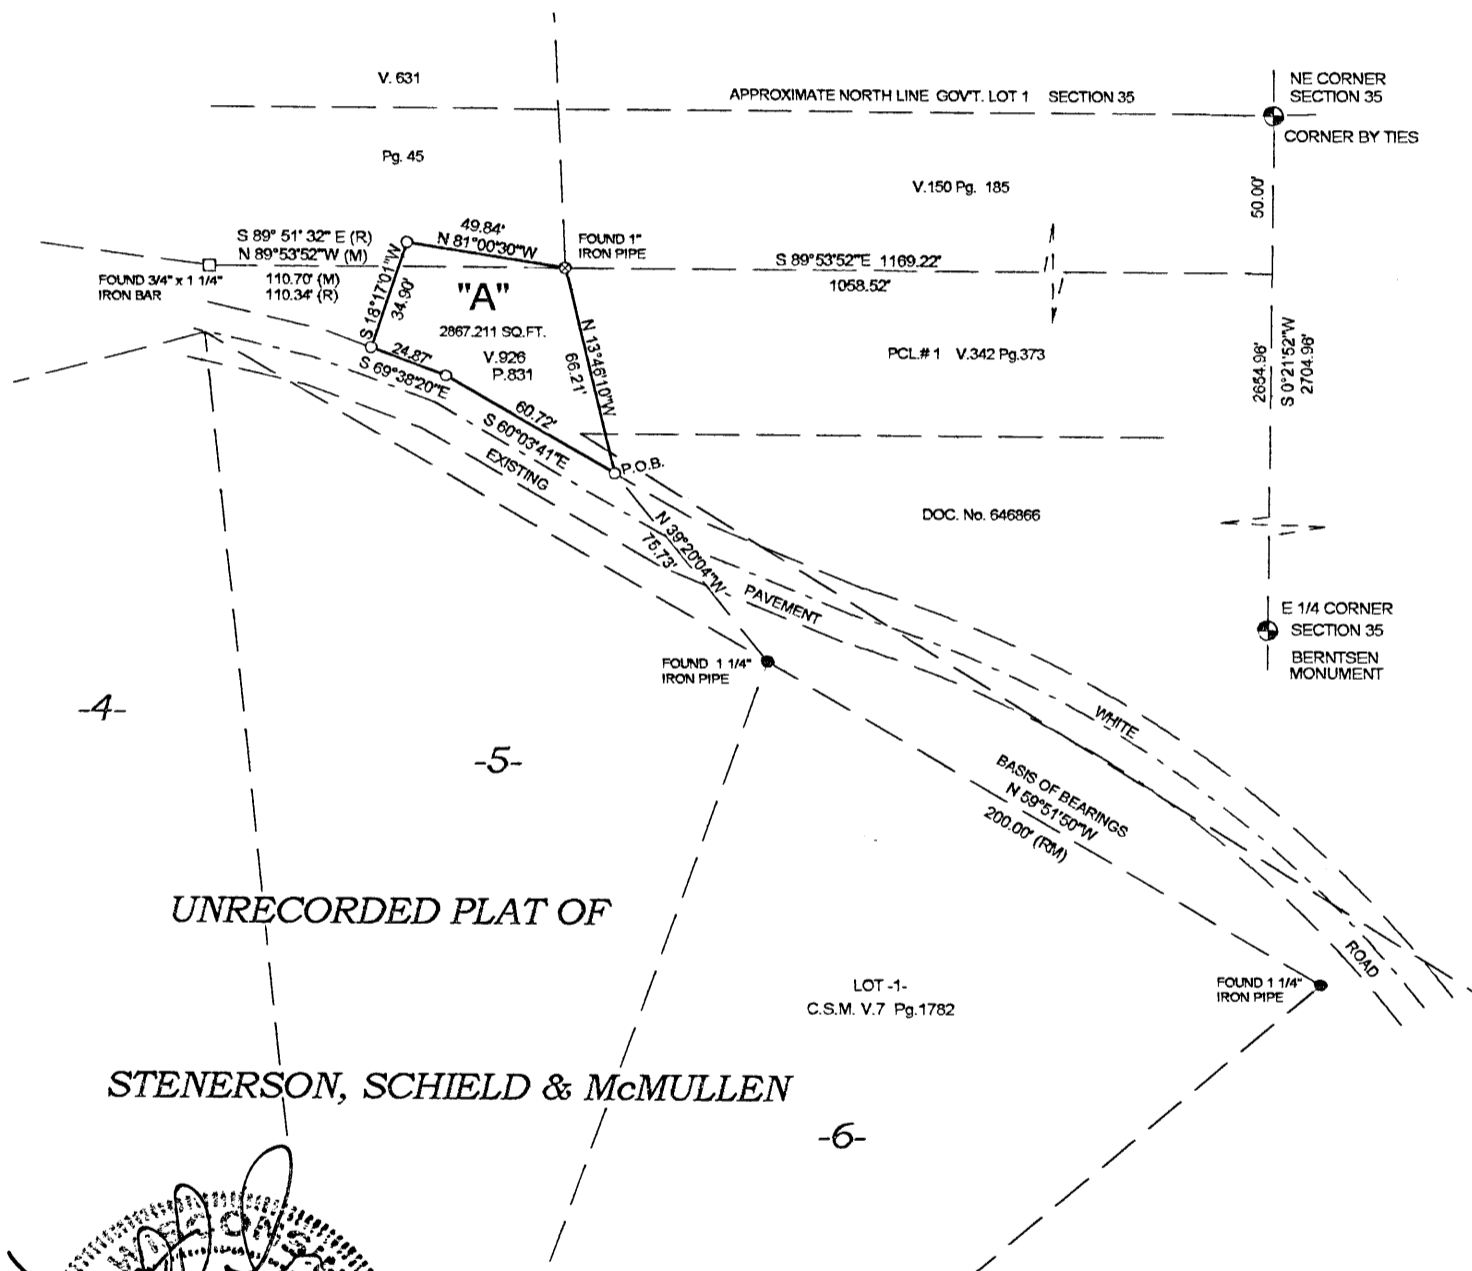 V. 631
APPROXIMATE NORTH LINE GOV'T. LOT 1 SECTION 35
NE CORNER
SECTION 35
CORNER BY TIES
Pg. 45
V.150 Pg. 185
50.00'
S 89° 51' 32" E (R)
N 89°53'52"W (M)
110.70' (M)
110.34' (R)
49.84'
N 81°00'30"W
FOUND 1"
IRON PIPE
S 89°53'52"E 1169.22'
1058.52'
FOUND 3/4" x 1 1/4"
IRON BAR
S 18°17'01"W
34.90'
"A"
2867.211 SQ.FT.
V.926
P.831
N 13°46'10"W
66.21'
PCL.# 1 V.342 Pg.373
2654.96'
S 0°21'52"W
2704.96'
24.87'
S 69°38'20"E
60.72'
S 60°03'41"E
EXISTING
P.O.B.
DOC. No. 646866
N 39°20'04"W
75.73'
PAVEMENT
E 1/4 CORNER
SECTION 35
BERNTSEN
MONUMENT
FOUND 1 1/4"
IRON PIPE
-4-
-5-
WHITE
BASIS OF BEARINGS
N 59°51'50"W
200.00' (RM)
UNRECORDED PLAT OF
ROAD
LOT -1-
C.S.M. V.7 Pg.1782
FOUND 1 1/4"
IRON PIPE
STENERSON, SCHIELD & McMULLEN
-6-